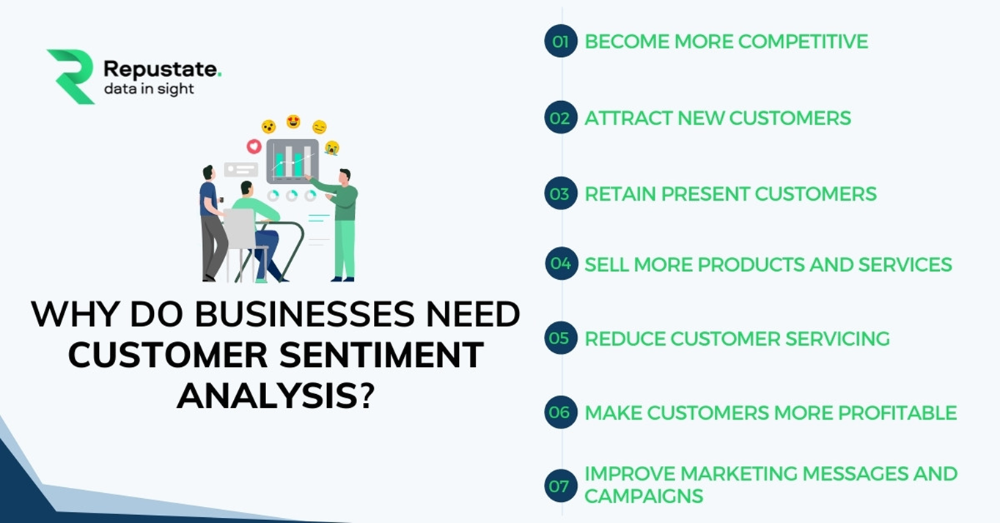 Repustate.
data in sight
WHY DO BUSINESSES NEED
CUSTOMER SENTIMENT
ANALYSIS?
01 BECOME MORE COMPETITIVE
02 ATTRACT NEW CUSTOMERS
03 RETAIN PRESENT CUSTOMERS
04 SELL MORE PRODUCTS AND SERVICES
05 REDUCE CUSTOMER SERVICING
06 MAKE CUSTOMERS MORE PROFITABLE
07 IMPROVE MARKETING MESSAGES AND
CAMPAIGNS